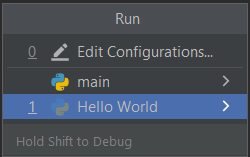 Run
0 Edit Configurations...
main
1 Hello World
Hold Shift to Debug